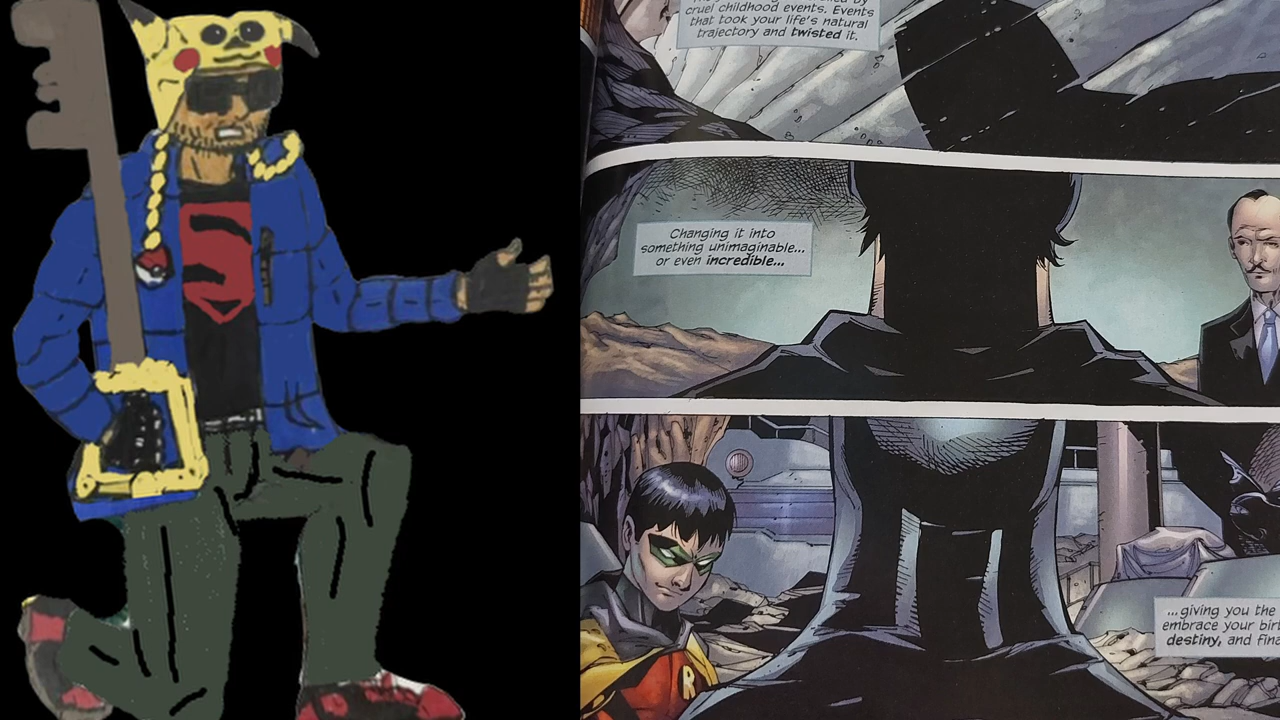 cruel childhood events. Events
that took your life's natural
trajectory and twisted it.
Changing it into
something unimaginable...
or even incredible...
R
...giving you the
embrace your
destiny, and